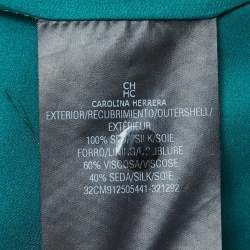 CH
HC
CAROLINA HERRERA
EXTERIOR/RECUBRIMIENTO/OUTERSHELL/
EXTÉRIEUR
100% SEDA/SILK/SOIE
FORRO/LINING/DOUBLURE
60% VISCOSA/VISCOSE
40% SEDA/SILK/SOIE
32CM912505441-321292